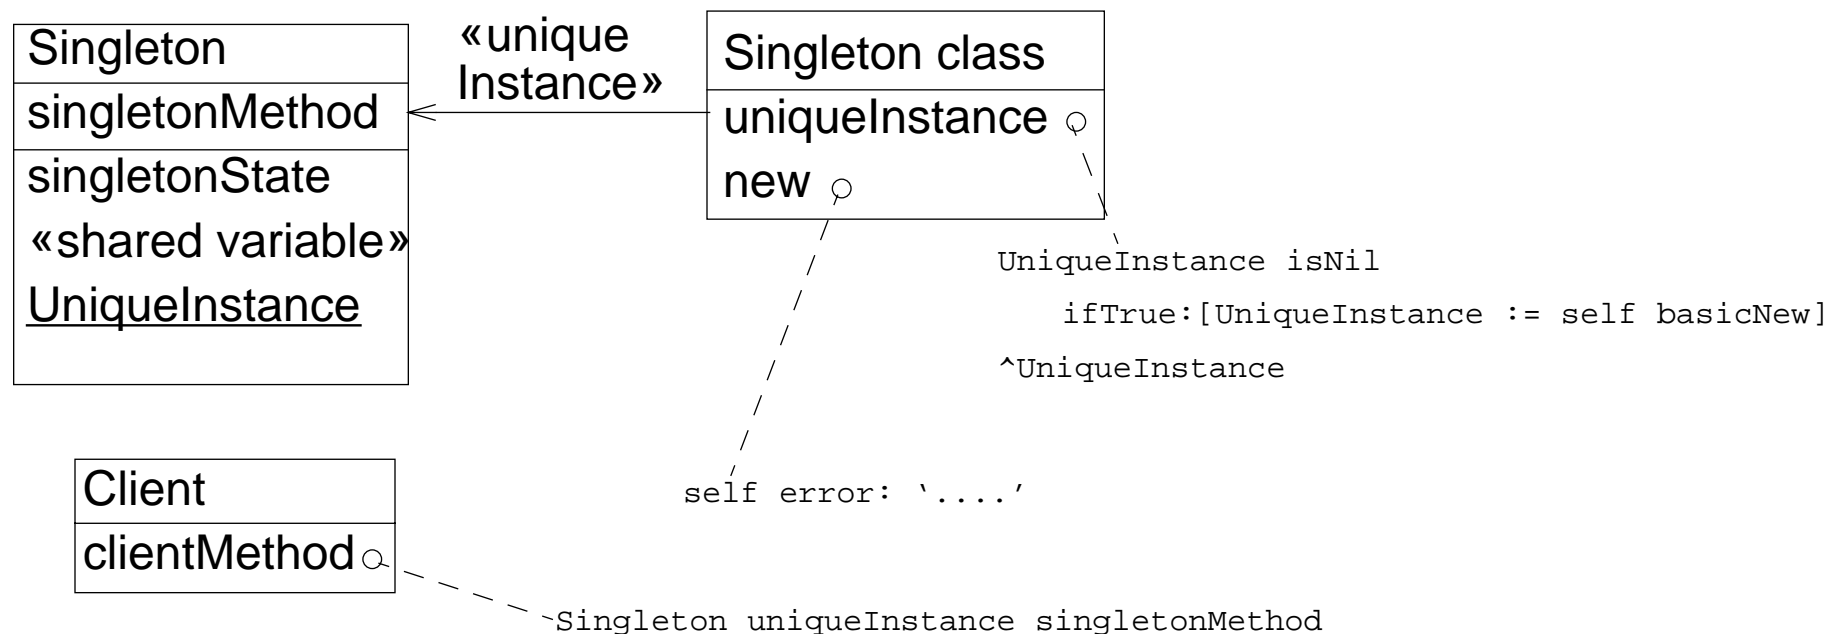 Singleton
singletonMethod
singletonState
«shared variable»
UniqueInstance
«unique
Instance»
Singleton class
uniqueInstance
new
UniqueInstance isNil
ifTrue:[UniqueInstance := self basicNew]
^UniqueInstance
self error: ‘....’
Client
clientMethod
Singleton uniqueInstance singletonMethod